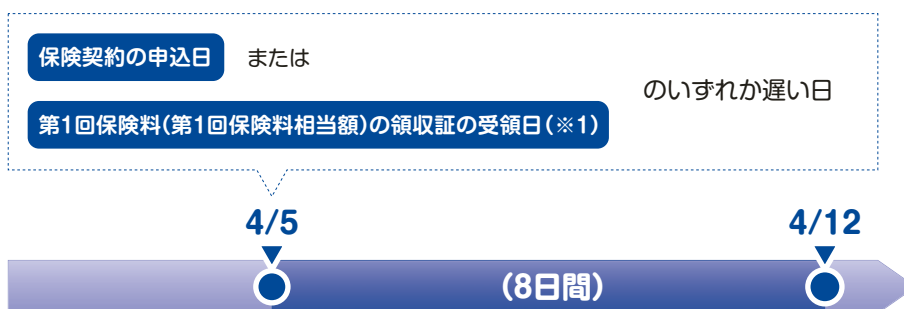 保険契約の申込日 または
のいずれか遅い日
第1回保険料(第1回保険料相当額)の領収証の受領日(※1)
4/5 4/12
(8日間)